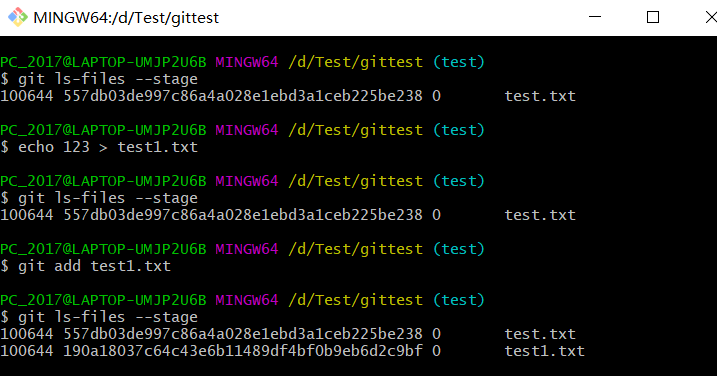 MINGW64:/d/Test/gittest
PC_2017@LAPTOP-UMJP2U6B MINGW64 /d/Test/gittest (test)
$ git ls-files --stage
100644 557db03de997c86a4a028e1ebd3a1ceb225be238 0 test.txt
PC_2017@LAPTOP-UMJP2U6B MINGW64 /d/Test/gittest (test)
$ echo 123 > test1.txt
PC_2017@LAPTOP-UMJP2U6B MINGW64 /d/Test/gittest (test)
$ git ls-files --stage
100644 557db03de997c86a4a028e1ebd3a1ceb225be238 0 test.txt
PC_2017@LAPTOP-UMJP2U6B MINGW64 /d/Test/gittest (test)
$ git add test1.txt
PC_2017@LAPTOP-UMJP2U6B MINGW64 /d/Test/gittest (test)
$ git ls-files --stage
100644 557db03de997c86a4a028e1ebd3a1ceb225be238 0 test.txt
100644 190a18037c64c43e6b11489df4bf0b9eb6d2c9bf 0 test1.txt